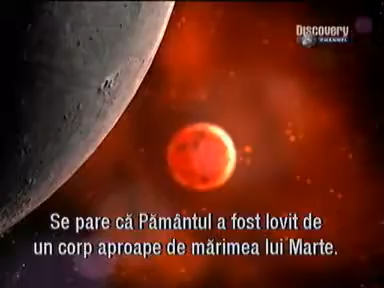 Discovery
CHANNEL
Se pare că Pământul a fost lovit de
un corp aproape de mărimea lui Marte.